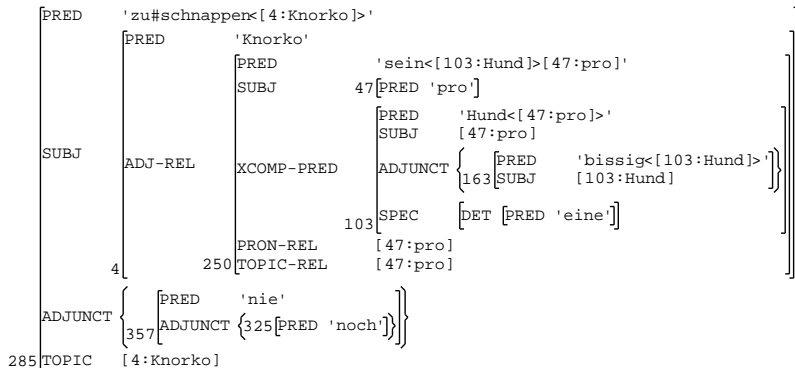 PRED 'zu#schnappen<[4:Knorko]>'
PRED 'Knorko'
PRED 'sein<[103:Hund]>[47:pro]'
SUBJ 47[PRED 'pro']
PRED 'Hund<[47:pro]>'
SUBJ [47:pro]
SUBJ ADJ-REL XCOMP-PRED ADJUNCT { [PRED 'bissig<[103:Hund]>'
163 SUBJ [103:Hund] ] }
103 SPEC [DET [PRED 'eine']]
PRON-REL [47:pro]
4 250 TOPIC-REL [47:pro]
PRED 'nie'
ADJUNCT { 357 ADJUNCT {325[PRED 'noch']} }
285 TOPIC [4:Knorko]